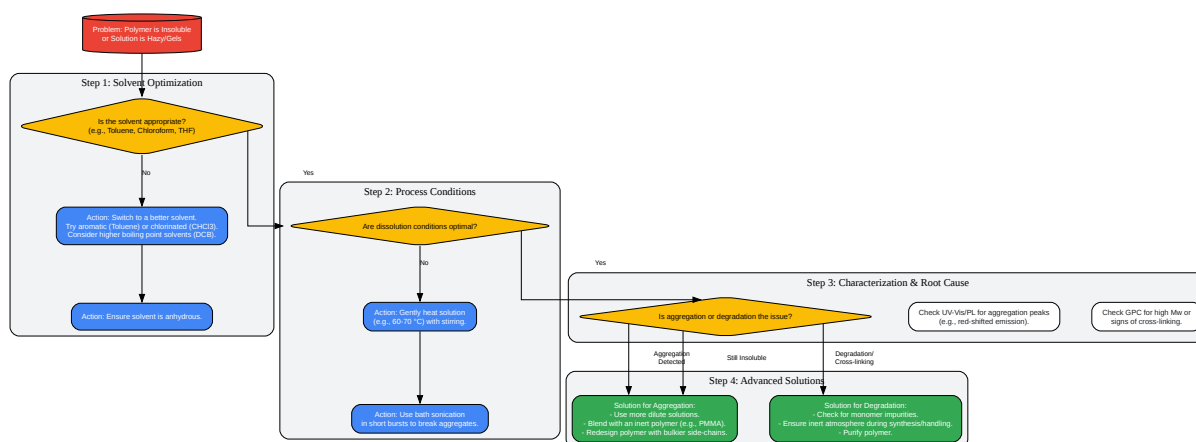 Problem: Polymer is Insoluble
or Solution is Hazy/Gels
Step 1: Solvent Optimization
Is the solvent appropriate?
(e.g., Toluene, Chloroform, THF)
No
Yes
Action: Switch to a better solvent.
Try aromatic (Toluene) or chlorinated (CHCl3).
Consider higher boiling point solvents (DCB).
Action: Ensure solvent is anhydrous.
Step 2: Process Conditions
Are dissolution conditions optimal?
No
Yes
Action: Gently heat solution
(e.g., 60-70 °C) with stirring.
Action: Use bath sonication
in short bursts to break aggregates.
Step 3: Characterization & Root Cause
Is aggregation or degradation the issue?
Check UV-Vis/PL for aggregation peaks
(e.g., red-shifted emission).
Check GPC for high Mw or
signs of cross-linking.
Aggregation
Detected
Still Insoluble
Degradation/
Cross-linking
Step 4: Advanced Solutions
Solution for Aggregation:
- Use more dilute solutions.
- Blend with an inert polymer (e.g., PMMA).
- Redesign polymer with bulkier side-chains.
Solution for Degradation:
- Check for monomer impurities.
- Ensure inert atmosphere during synthesis/handling.
- Purify polymer.